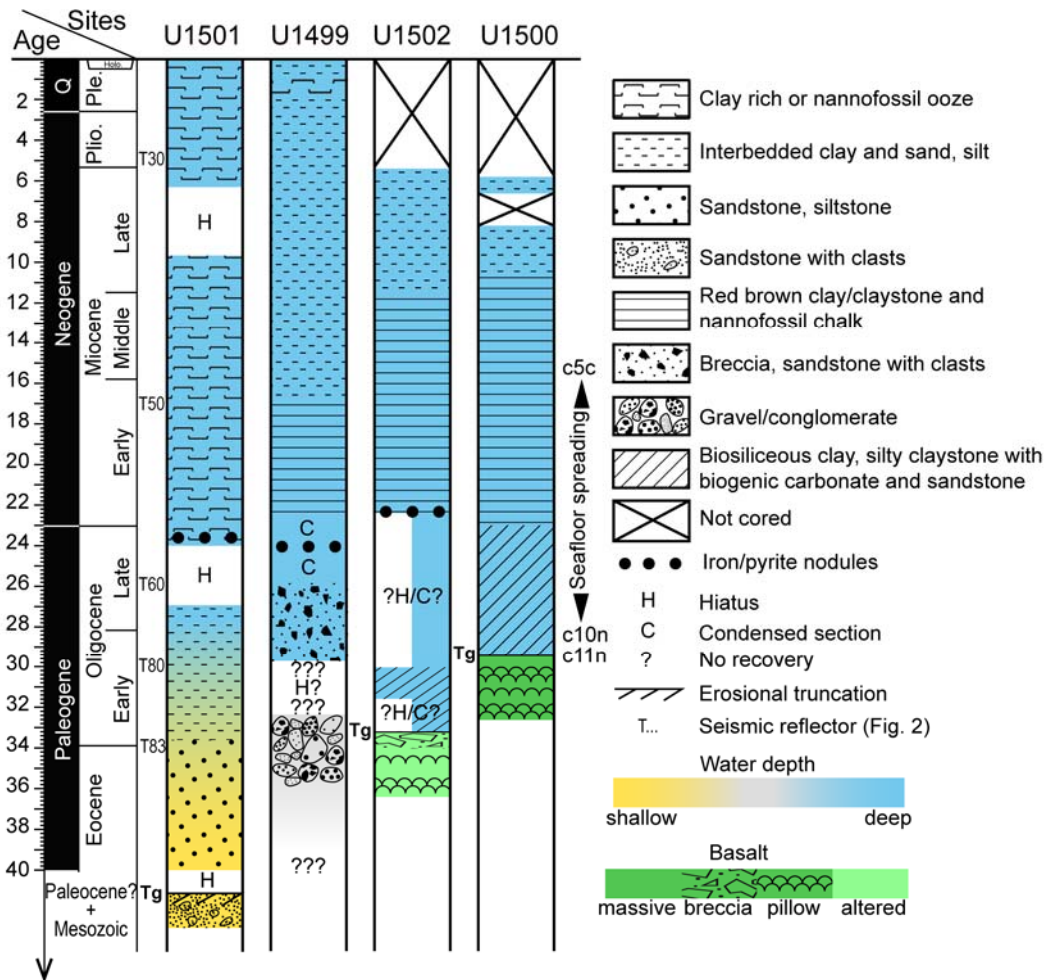 Sites
Age
U1501
U1499
U1502
U1500
Q
Neogene
Paleogene
Holo.
Ple.
Plio.
Miocene
Late
Middle
Early
Oligocene
Late
Early
Eocene
Paleocene?
+
Mesozoic
2
4
6
8
10
12
14
16
18
20
22
24
26
28
30
32
34
36
38
40
T30
T50
T60
T80
T83
Tg
H
H
H
C
C
???
H?
???
???
Tg
?H/C?
?H/C?
Tg
c5c
Seafloor spreading
c10n
c11n
Clay rich or nannofossil ooze
Interbedded clay and sand, silt
Sandstone, siltstone
Sandstone with clasts
Red brown clay/claystone and
nannofossil chalk
Breccia, sandstone with clasts
Gravel/conglomerate
Biosiliceous clay, silty claystone with
biogenic carbonate and sandstone
Not cored
Iron/pyrite nodules
H Hiatus
C Condensed section
? No recovery
Erosional truncation
T... Seismic reflector (Fig. 2)
Water depth
shallow deep
Basalt
massive breccia pillow altered